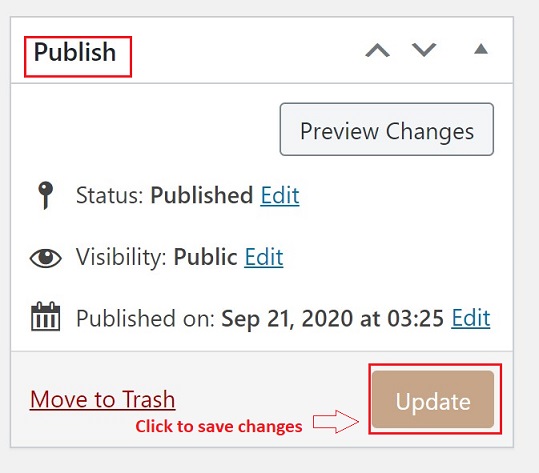 Publish
Preview Changes
Status: Published Edit
Visibility: Public Edit
Published on: Sep 21, 2020 at 03:25 Edit
Move to Trash
Update
Click to save changes